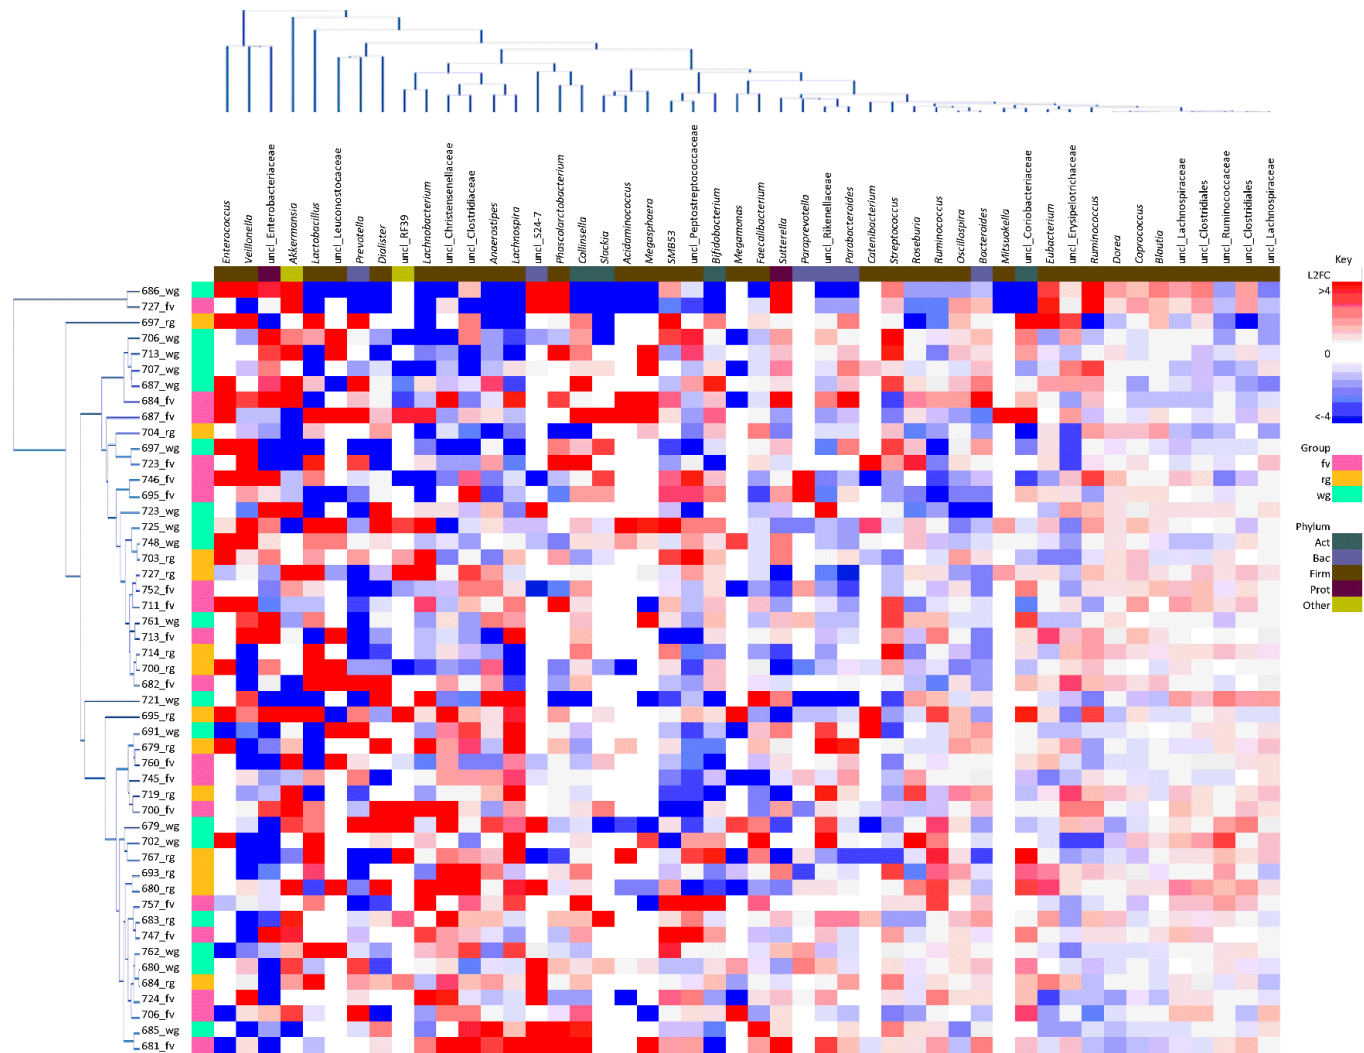 Enterococcus
Veillonella
uncl_Enterobacteriaceae
Akkermansia
Lactobacillus
uncl_Leuconostocaceae
Prevotella
Dialister
uncl_RF39
Lachnobacterium
uncl_Christensenellaceae
uncl_Clostridiaceae
Anaerostipes
Lachnospira
uncl_S24-7
Phascolarctobacterium
Collinsella
Slackia
Acidaminococcus
Megasphaera
SMB53
uncl_Peptostreptococcaceae
Bifidobacterium
Megamonas
Faecalibacterium
Sutterella
Paraprevotella
uncl_Rikenellaceae
Parabacteroides
Catenibacterium
Streptococcus
Roseburia
Ruminococcus
Oscillospira
Bacteroides
Mitsuokella
uncl_Coriobacteriaceae
Eubacterium
uncl_Erysipelotrichaceae
Ruminococcus
Dorea
Coprococcus
Blautia
uncl_Lachnospiraceae
uncl_Clostridiales
uncl_Ruminococcaceae
uncl_Clostridiales
uncl_Lachnospiraceae
686_wg
727_fv
697_rg
706_wg
713_wg
707_wg
687_wg
684_fv
687_fv
704_rg
697_wg
723_fv
746_fv
695_fv
723_wg
725_wg
748_wg
703_rg
727_rg
752_fv
711_fv
761_wg
713_fv
714_rg
700_rg
682_fv
721_wg
695_rg
691_wg
679_rg
760_fv
745_fv
719_rg
700_fv
679_wg
702_wg
767_rg
693_rg
680_rg
757_fv
683_rg
747_fv
762_wg
680_wg
684_rg
724_fv
706_fv
685_wg
681_fv
Key
L2FC
>4
0
<-4
Group
fv
rg
wg
Phylum
Act
Bac
Firm
Prot
Other